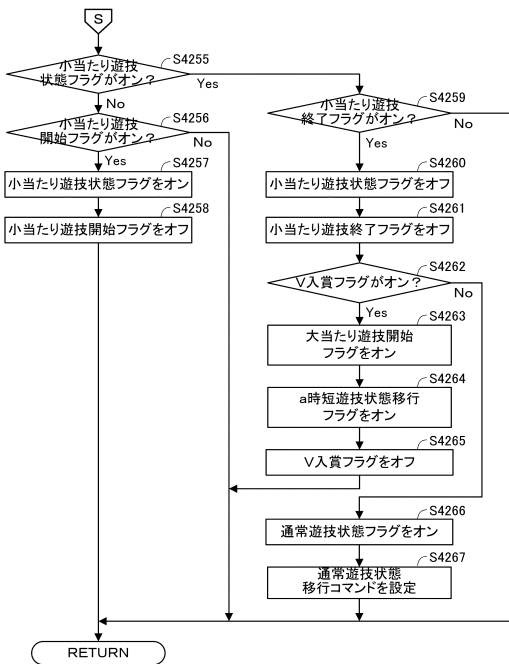 S
小当たり遊技
状態フラグがオン？
S4255
Yes
No
小当たり遊技
開始フラグがオン？
S4256
No
Yes
S4257
小当たり遊技状態フラグをオン
S4258
小当たり遊技開始フラグをオフ
小当たり遊技
終了フラグがオン？
S4259
No
Yes
S4260
小当たり遊技状態フラグをオフ
S4261
小当たり遊技終了フラグをオフ
S4262
V入賞フラグがオン？
No
Yes
S4263
大当たり遊技開始
フラグをオン
S4264
a時短遊技状態移行
フラグをオン
S4265
V入賞フラグをオフ
S4266
通常遊技状態フラグをオン
S4267
通常遊技状態
移行コマンドを設定
RETURN